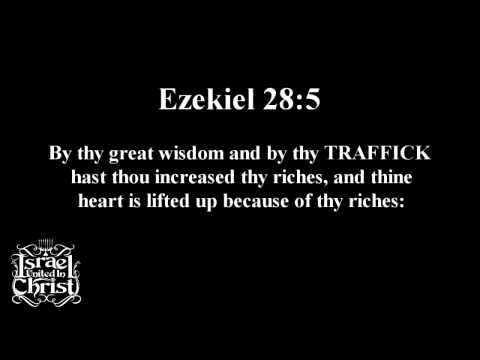 Ezekiel 28:5
By thy great wisdom and by thy TRAFFICK
hast thou increased thy riches, and thine
heart is lifted up because of thy riches:
Israel
United In
Christ